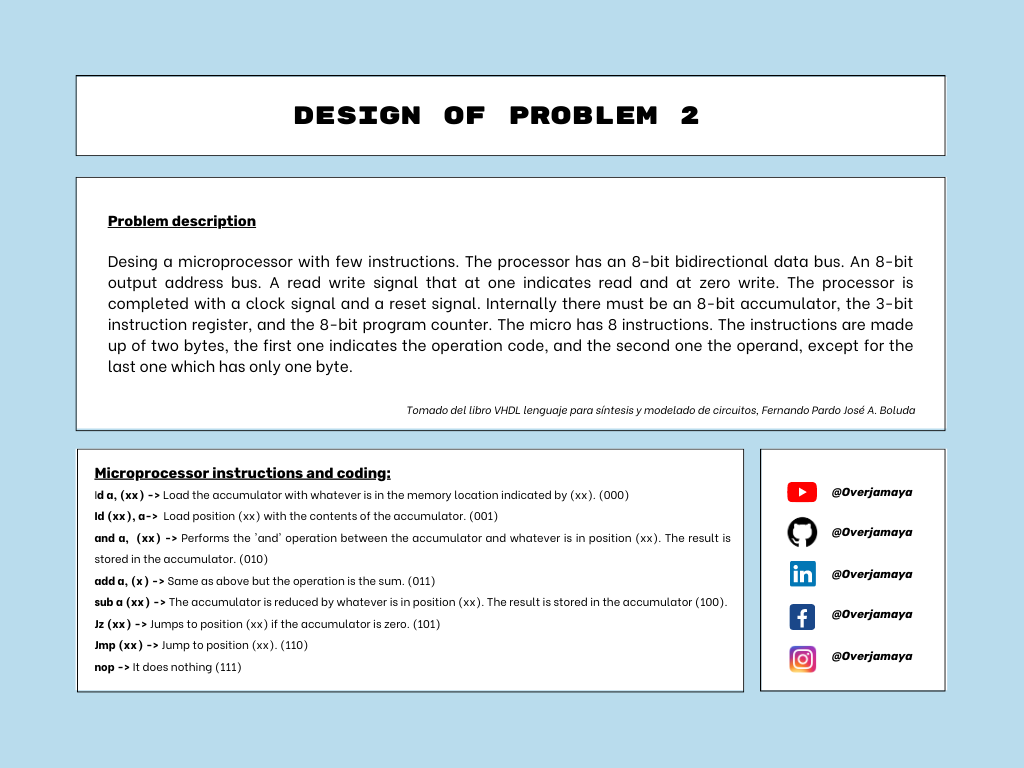 DESIGN OF PROBLEM 2
Problem description
Desing a microprocessor with few instructions. The processor has an 8-bit bidirectional data bus. An 8-bit
output address bus. A read write signal that at one indicates read and at zero write. The processor is
completed with a clock signal and a reset signal. Internally there must be an 8-bit accumulator, the 3-bit
instruction register, and the 8-bit program counter. The micro has 8 instructions. The instructions are made
up of two bytes, the first one indicates the operation code, and the second one the operand, except for the
last one which has only one byte.
Tomado del libro VHDL lenguaje para síntesis y modelado de circuitos, Fernando Pardo José A. Boluda
Microprocessor instructions and coding:
ld a, (xx) -> Load the accumulator with whatever is in the memory location indicated by (xx). (000)
ld (xx), a-> Load position (xx) with the contents of the accumulator. (001)
and a, (xx) -> Performs the 'and' operation between the accumulator and whatever is in position (xx). The result is
stored in the accumulator. (010)
add a, (x) -> Same as above but the operation is the sum. (011)
sub a (xx) -> The accumulator is reduced by whatever is in position (xx). The result is stored in the accumulator (100).
Jz (xx) -> Jumps to position (xx) if the accumulator is zero. (101)
Jmp (xx) -> Jump to position (xx). (110)
nop -> It does nothing (111)
@Overjamaya
@Overjamaya
@Overjamaya
@Overjamaya
@Overjamaya